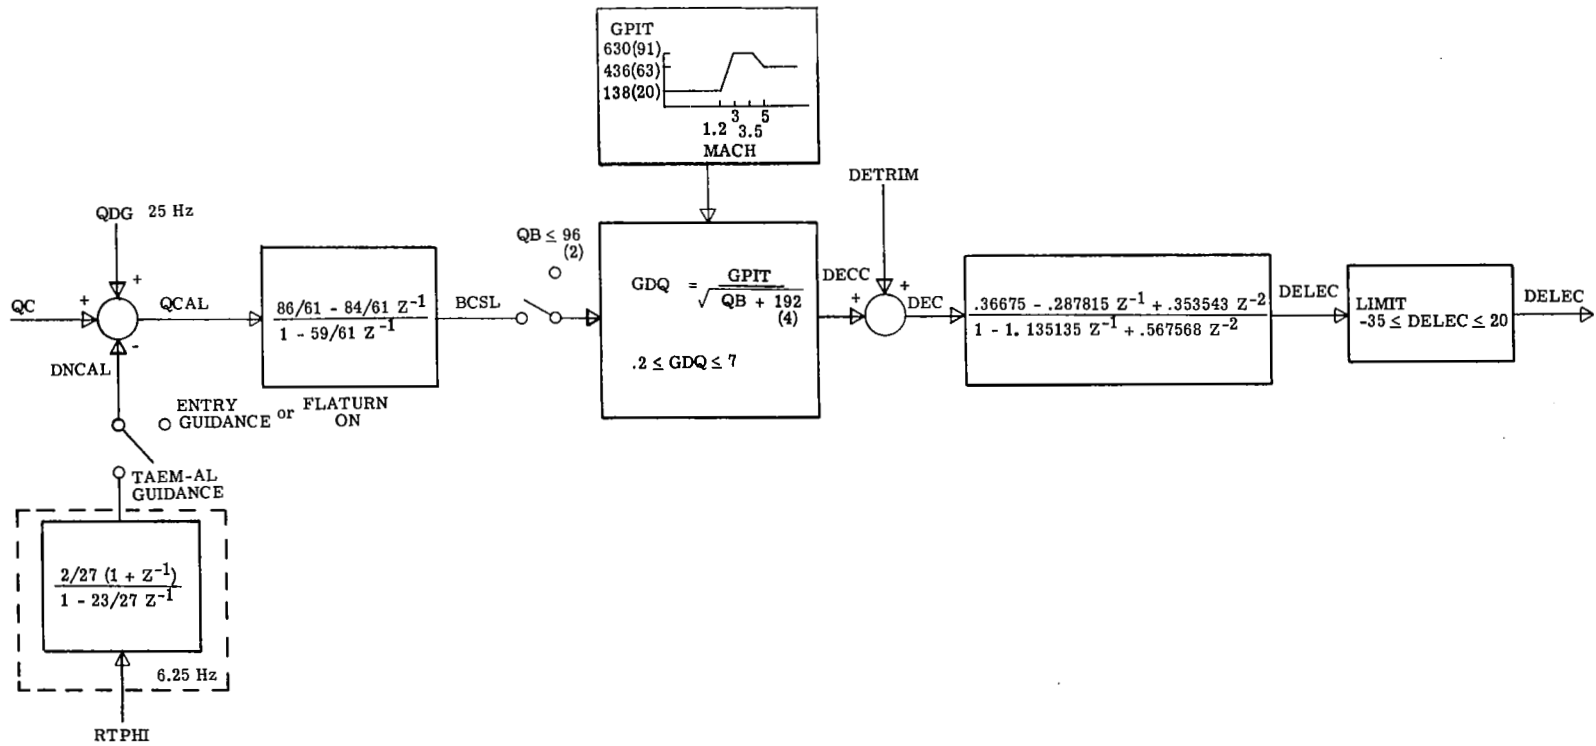 GPIT
630(91)
436(63)
138(20)
3 5
1.2 3.5
MACH
DETRIM
QDG 25 Hz
QB ≤ 96
(2)
+
QC + QCAL
86/61 - 84/61 Z⁻¹
1 - 59/61 Z⁻¹
BCSL
GDQ = GPIT
√QB + 192
(4)
.2 ≤ GDQ ≤ 7
DECC
+ +
DEC
.36675 - .287815 Z⁻¹ + .353543 Z⁻²
1 - 1.135135 Z⁻¹ + .567568 Z⁻²
DELEC
LIMIT
-35 ≤ DELEC ≤ 20
DELEC
-
DNCAL
ENTRY
GUIDANCE or FLATURN
ON
TAEM-AL
GUIDANCE
2/27 (1 + Z⁻¹)
1 - 23/27 Z⁻¹
6.25 Hz
RTPHI